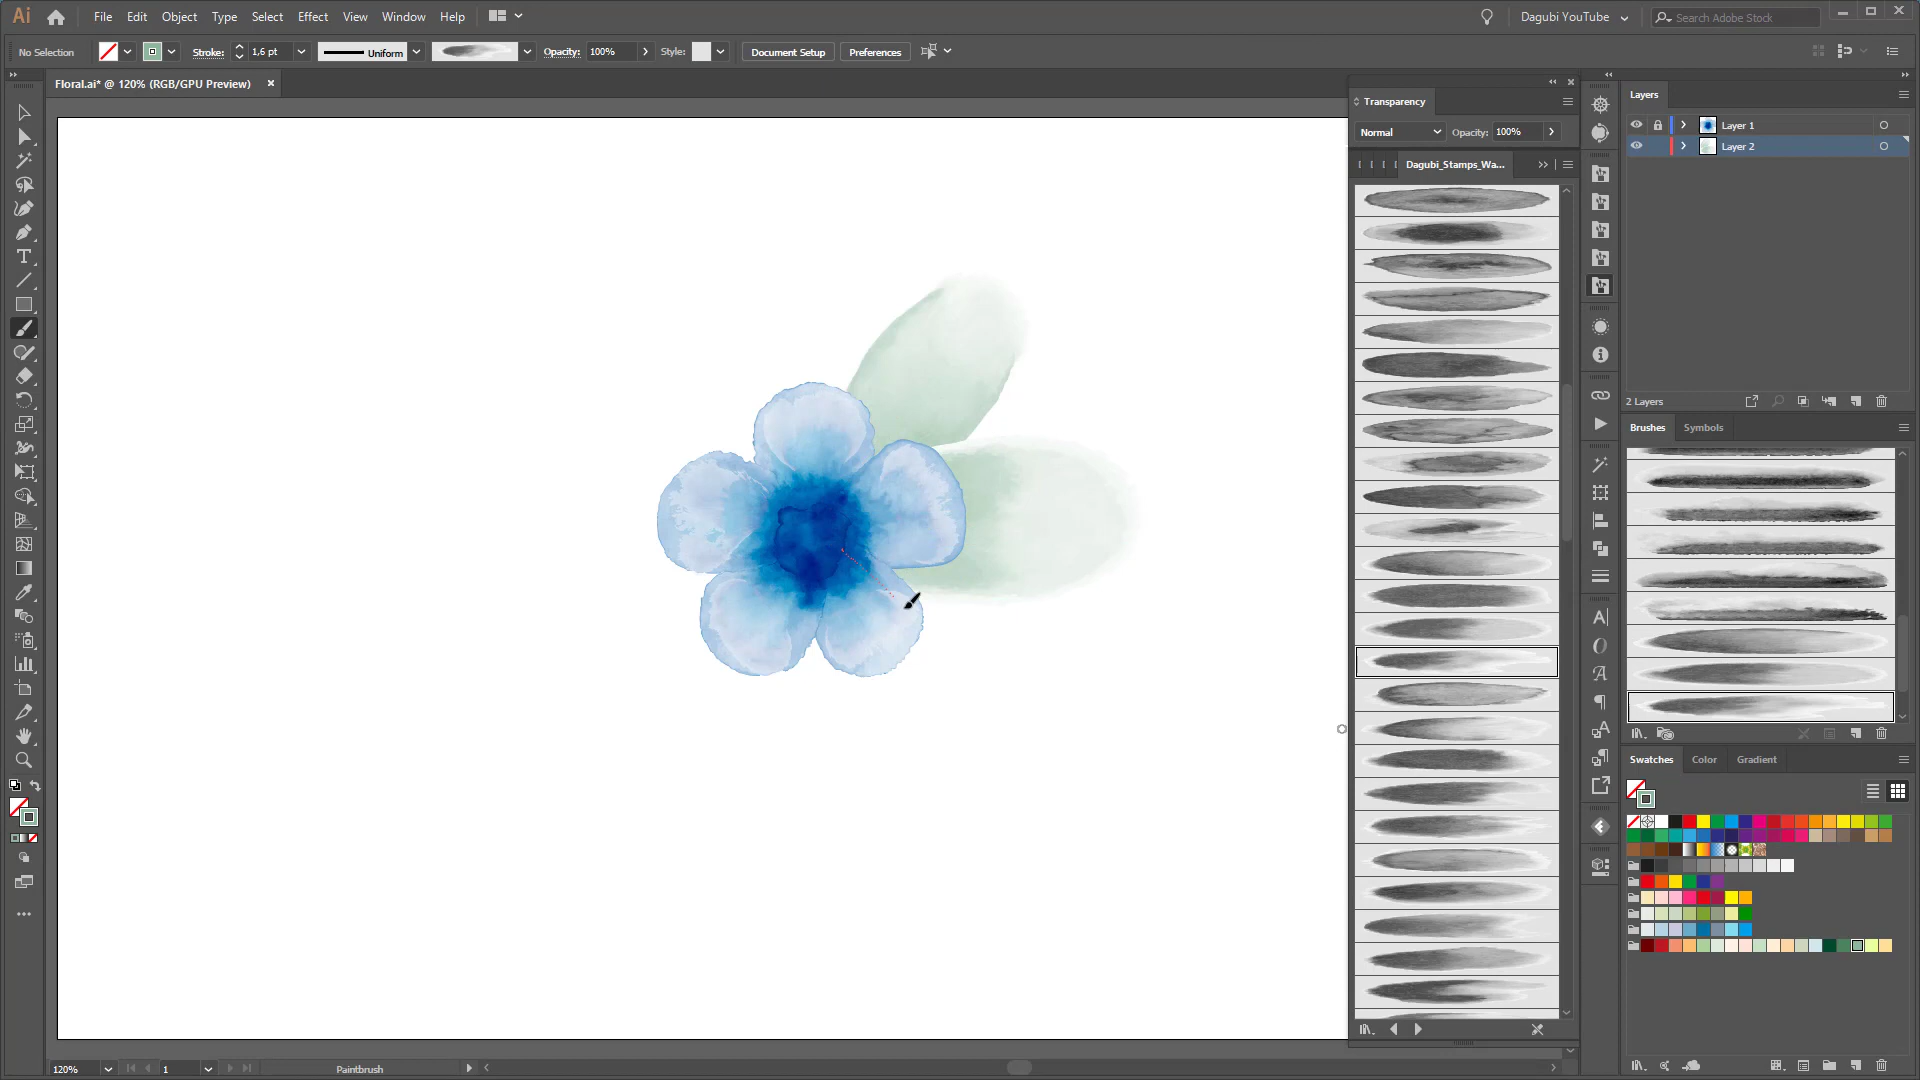 Ai File Edit Object Type Select Effect View Window Help Dagubi YouTube Search Adobe Stock
No Selection Stroke: 1,6 pt Uniform Opacity: 100% Style: Document Setup Preferences
Floral.ai* @ 120% (RGB/GPU Preview)
Transparency
Normal Opacity: 100%
Dagubi_Stamps_Wa...
Layers
Layer 1
Layer 2
2 Layers
Brushes Symbols
Swatches Color Gradient
120% 1 Paintbrush